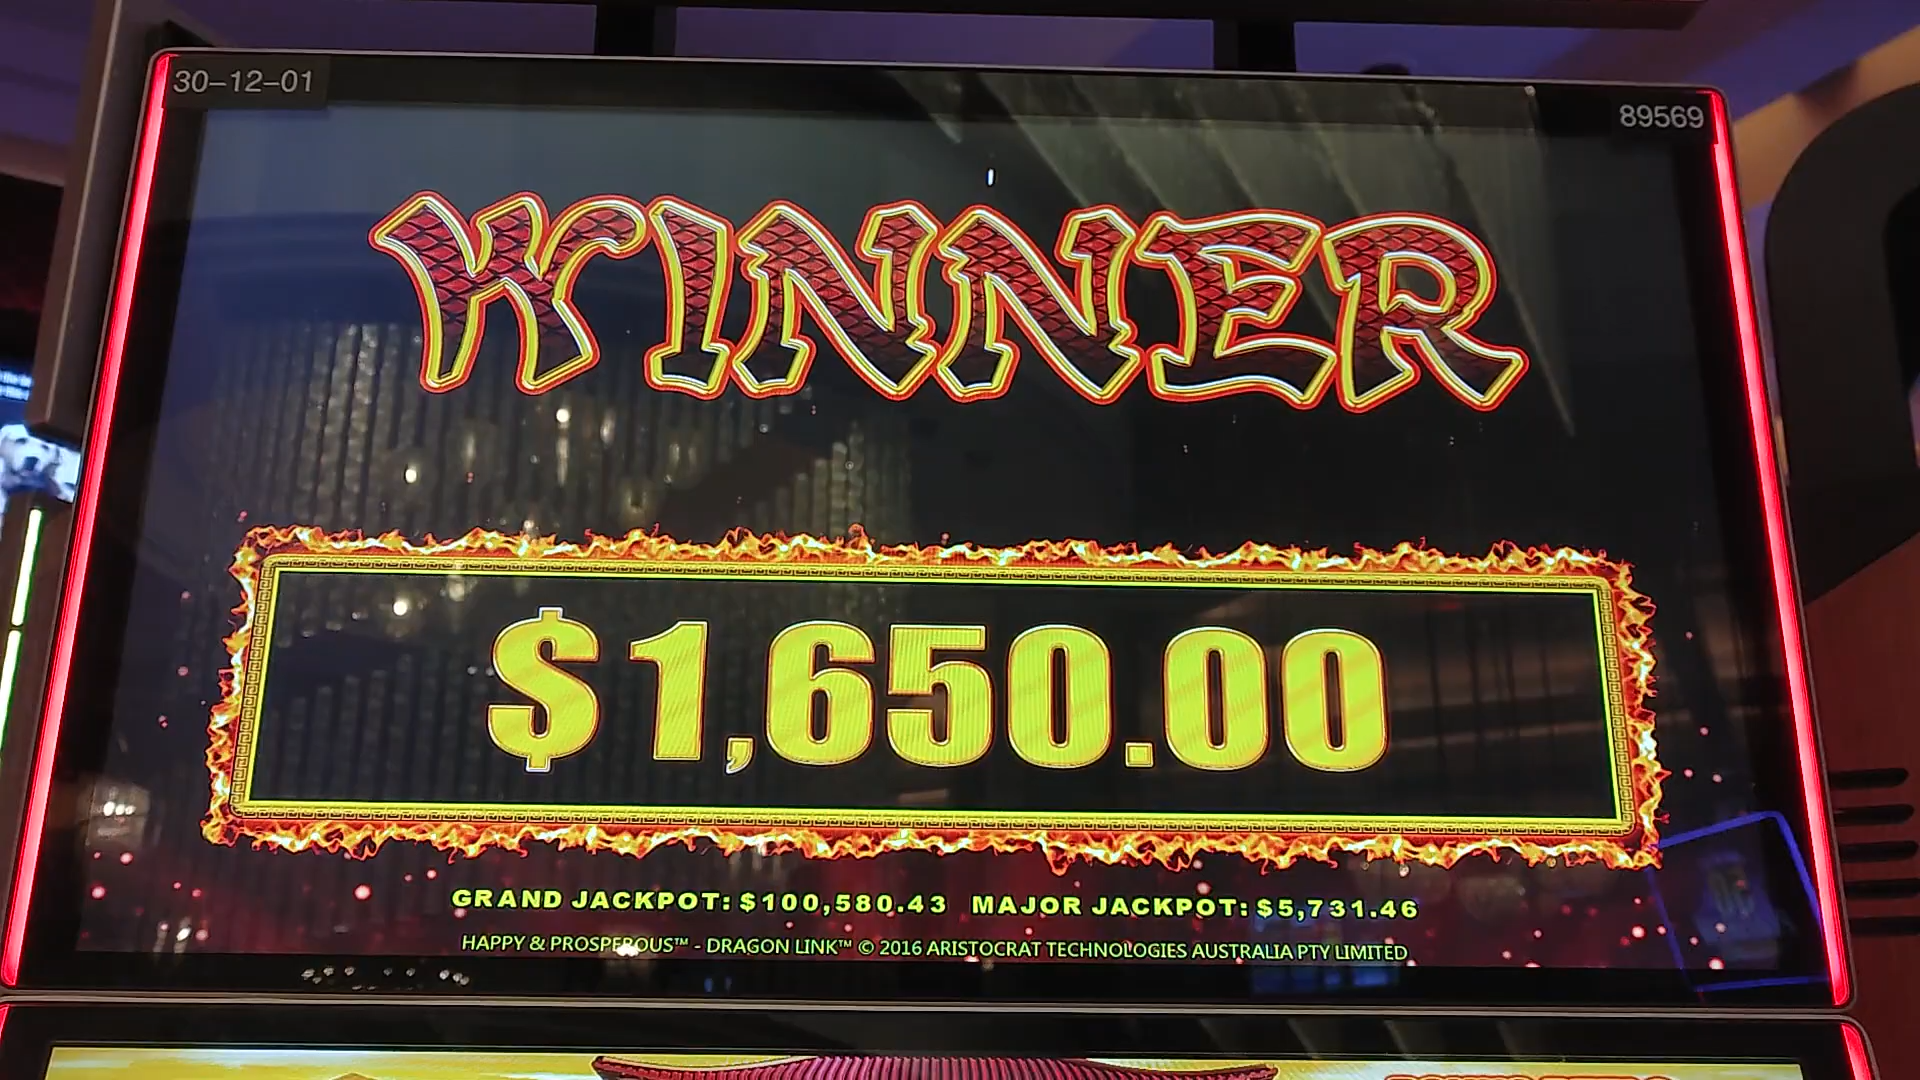 30-12-01
89569
WINNER
$1,650.00
GRAND JACKPOT: $100,580.43 MAJOR JACKPOT: $5,731.46
HAPPY & PROSPEROUS™ - DRAGON LINK™ © 2016 ARISTOCRAT TECHNOLOGIES AUSTRALIA PTY LIMITED